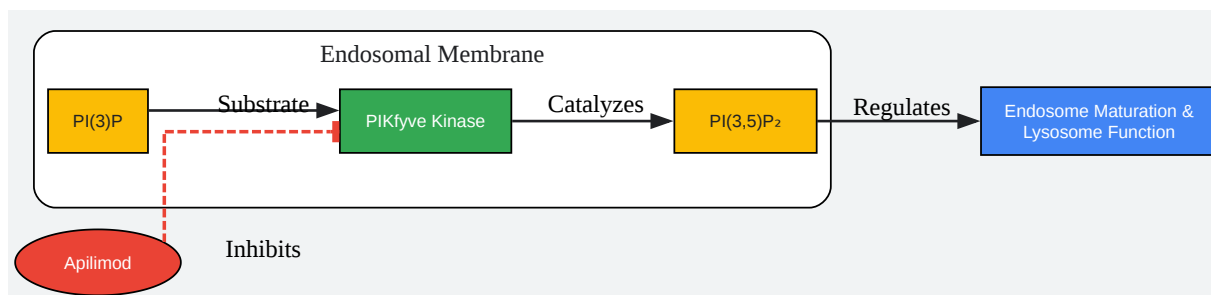 Endosomal Membrane
PI(3)P
Substrate
PIKfyve Kinase
Catalyzes
PI(3,5)P₂
Regulates
Endosome Maturation &
Lysosome Function
Apilimod
Inhibits